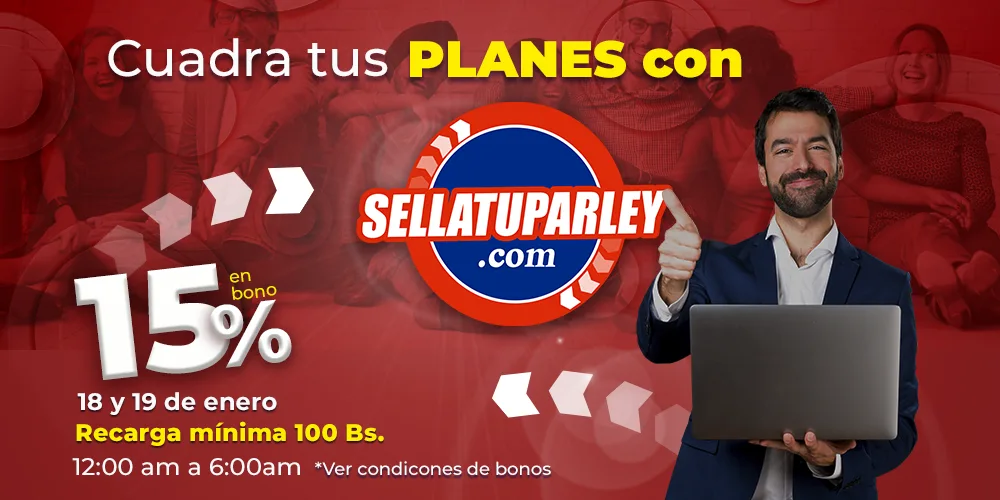 Cuadra tus PLANES con
SELLATUPARLEY
.com
15%
en
bono
18 y 19 de enero
Recarga mínima 100 Bs.
12:00 am a 6:00am *Ver condicones de bonos